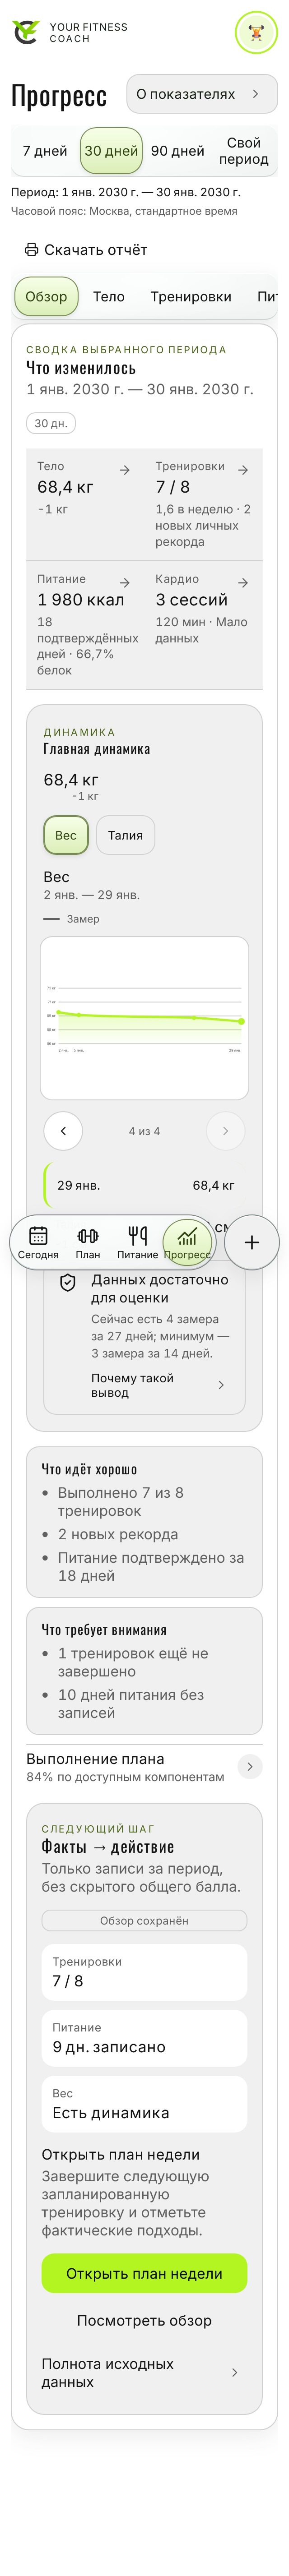 YOUR FITNESS
COACH
Прогресс
О показателях
7 дней
30 дней
90 дней
Свой
период
Период: 1 янв. 2030 г. — 30 янв. 2030 г.
Часовой пояс: Москва, стандартное время
Скачать отчёт
Обзор
Тело
Тренировки
Пит
СВОДКА ВЫБРАННОГО ПЕРИОДА
Что изменилось
1 янв. 2030 г. — 30 янв. 2030 г.
30 дн.
Тело
68,4 кг
-1 кг
Тренировки
7 / 8
1,6 в неделю · 2
новых личных
рекорда
Питание
1 980 ккал
18
подтверждённых
дней · 66,7%
белок
Кардио
3 сессий
120 мин · Мало
данных
ДИНАМИКА
Главная динамика
68,4 кг
-1 кг
Вес
Талия
Вес
2 янв. — 29 янв.
Замер
2 янв.
29 янв.
4 из 4
29 янв.
68,4 кг
см
Сегодня
План
Питание
Прогресс
Данных достаточно
для оценки
Сейчас есть 4 замера
за 27 дней; минимум —
3 замера за 14 дней.
Почему такой
вывод
Что идёт хорошо
• Выполнено 7 из 8
тренировок
• 2 новых рекорда
• Питание подтверждено за
18 дней
Что требует внимания
• 1 тренировок ещё не
завершено
• 10 дней питания без
записей
Выполнение плана
84% по доступным компонентам
СЛЕДУЮЩИЙ ШАГ
Факты → действие
Только записи за период,
без скрытого общего балла.
Обзор сохранён
Тренировки
7 / 8
Питание
9 дн. записано
Вес
Есть динамика
Открыть план недели
Завершите следующую
запланированную
тренировку и отметьте
фактические подходы.
Открыть план недели
Посмотреть обзор
Полнота исходных
данных